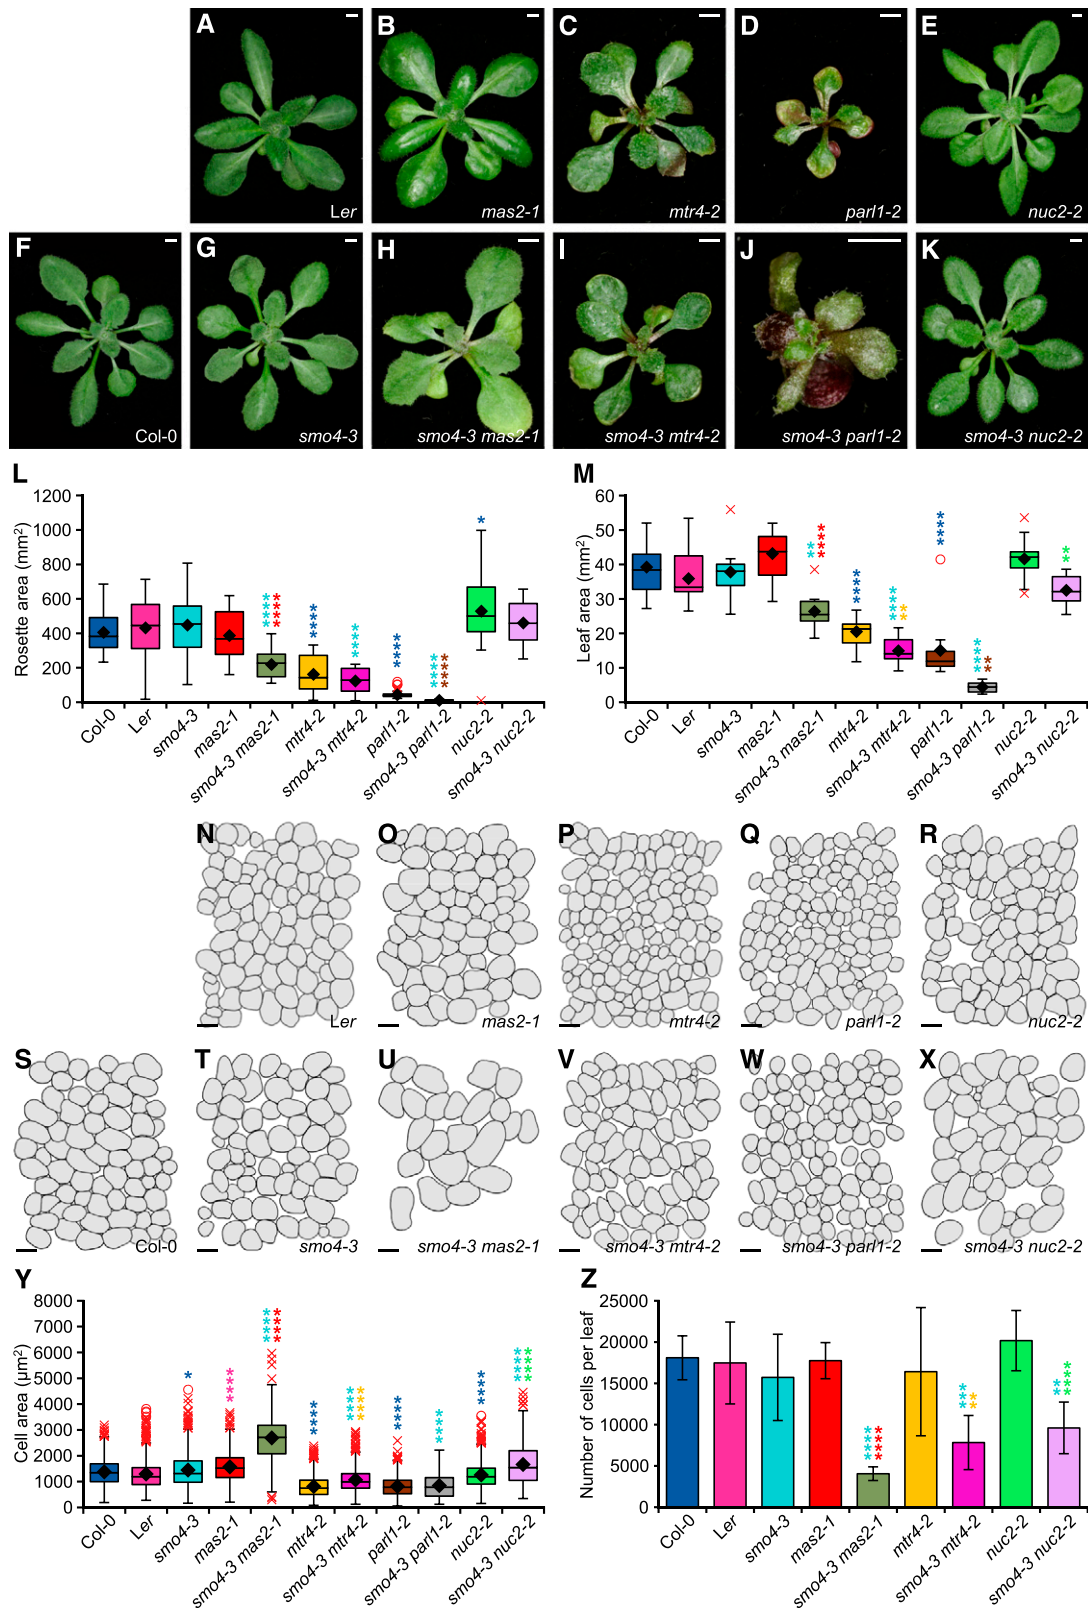 A
B
C
D
E
Ler
mas2-1
mtr4-2
parl1-2
nuc2-2
F
G
H
I
J
K
Col-0
smo4-3
smo4-3 mas2-1
smo4-3 mtr4-2
smo4-3 parl1-2
smo4-3 nuc2-2
L
Rosette area (mm²)
1200
1000
800
600
400
200
0
Col-0
Ler
smo4-3
mas2-1
smo4-3 mas2-1
mtr4-2
smo4-3 mtr4-2
parl1-2
smo4-3 parl1-2
nuc2-2
smo4-3 nuc2-2
M
Leaf area (mm²)
60
50
40
30
20
10
0
Col-0
Ler
smo4-3
mas2-1
smo4-3 mas2-1
mtr4-2
smo4-3 mtr4-2
parl1-2
smo4-3 parl1-2
nuc2-2
smo4-3 nuc2-2
N
O
P
Q
R
Ler
mas2-1
mtr4-2
parl1-2
nuc2-2
S
T
U
V
W
X
Col-0
smo4-3
smo4-3 mas2-1
smo4-3 mtr4-2
smo4-3 parl1-2
smo4-3 nuc2-2
Y
Cell area (µm²)
8000
7000
6000
5000
4000
3000
2000
1000
0
Col-0
Ler
smo4-3
mas2-1
smo4-3 mas2-1
mtr4-2
smo4-3 mtr4-2
parl1-2
smo4-3 parl1-2
nuc2-2
smo4-3 nuc2-2
Z
Number of cells per leaf
25000
20000
15000
10000
5000
0
Col-0
Ler
smo4-3
mas2-1
smo4-3 mas2-1
mtr4-2
smo4-3 mtr4-2
nuc2-2
smo4-3 nuc2-2